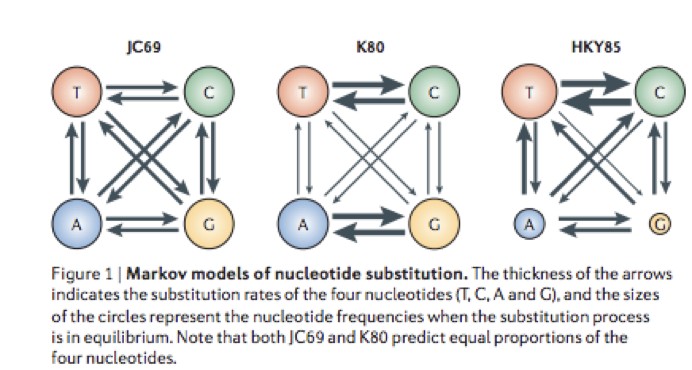 JC69 K80 HKY85
T C T C T C
A G A G A G
Figure 1 | Markov models of nucleotide substitution. The thickness of the arrows
indicates the substitution rates of the four nucleotides (T, C, A and G), and the sizes
of the circles represent the nucleotide frequencies when the substitution process
is in equilibrium. Note that both JC69 and K80 predict equal proportions of the
four nucleotides.